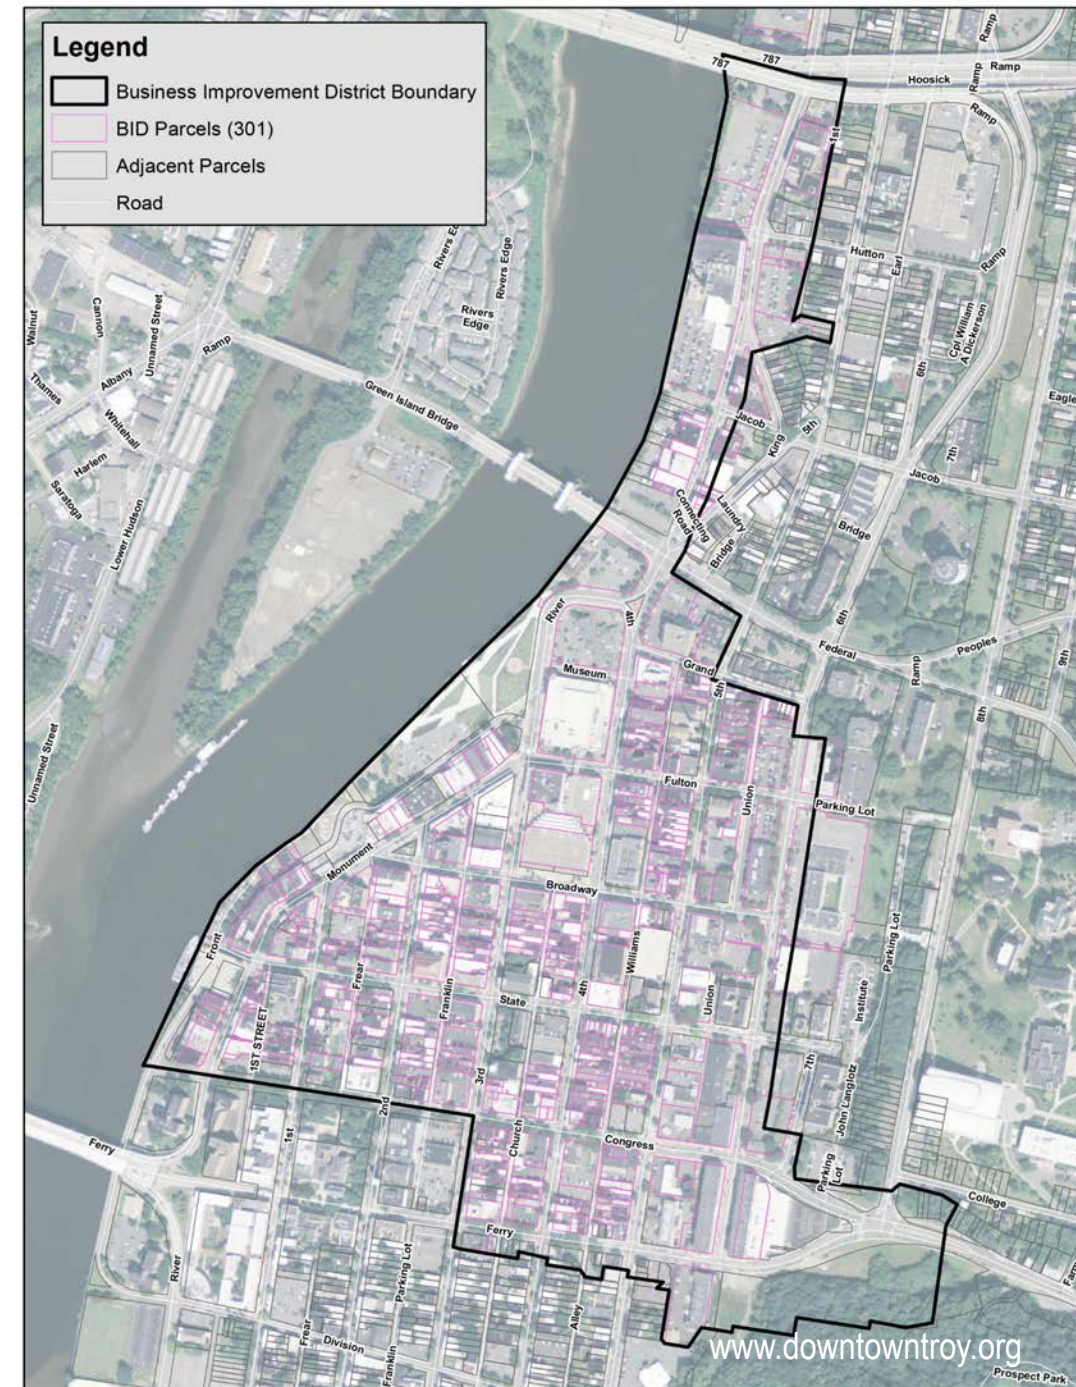 Legend
Business Improvement District Boundary
BID Parcels (301)
Adjacent Parcels
Road
787
787
Ramp
Ramp
Ramp
Hoosick
Ramp
1st
Hutton
Earl
Ramp
Cpl William
A Dickerson
6th
Eagle
Rivers Edge
Rivers
Edge
Walnut
Cannon
Unnamed Street
Ramp
Albany
Thames
Whitehall
Harlem
Saratoga
Lower Hudson
Green Island Bridge
Jacob
King
5th
7th
Jacob
Laundry
Connecting
Road
Bridge
Bridge
River
4th
6th
Federal
Peoples
Ramp
9th
8th
Museum
Grand
5th
Unnamed Street
Fulton
Union
Parking Lot
Monument
Broadway
Front
Frear
Franklin
Williams
Parking Lot
State
4th
Union
Institute
1ST STREET
3rd
7th
John Langlotz
2nd
1st
Church
Congress
Ferry
Parking
Lot
College
Ferry
River
Parking Lot
Frear
Division
Franklin
Alley
www.downtowntroy.org
Prospect Park